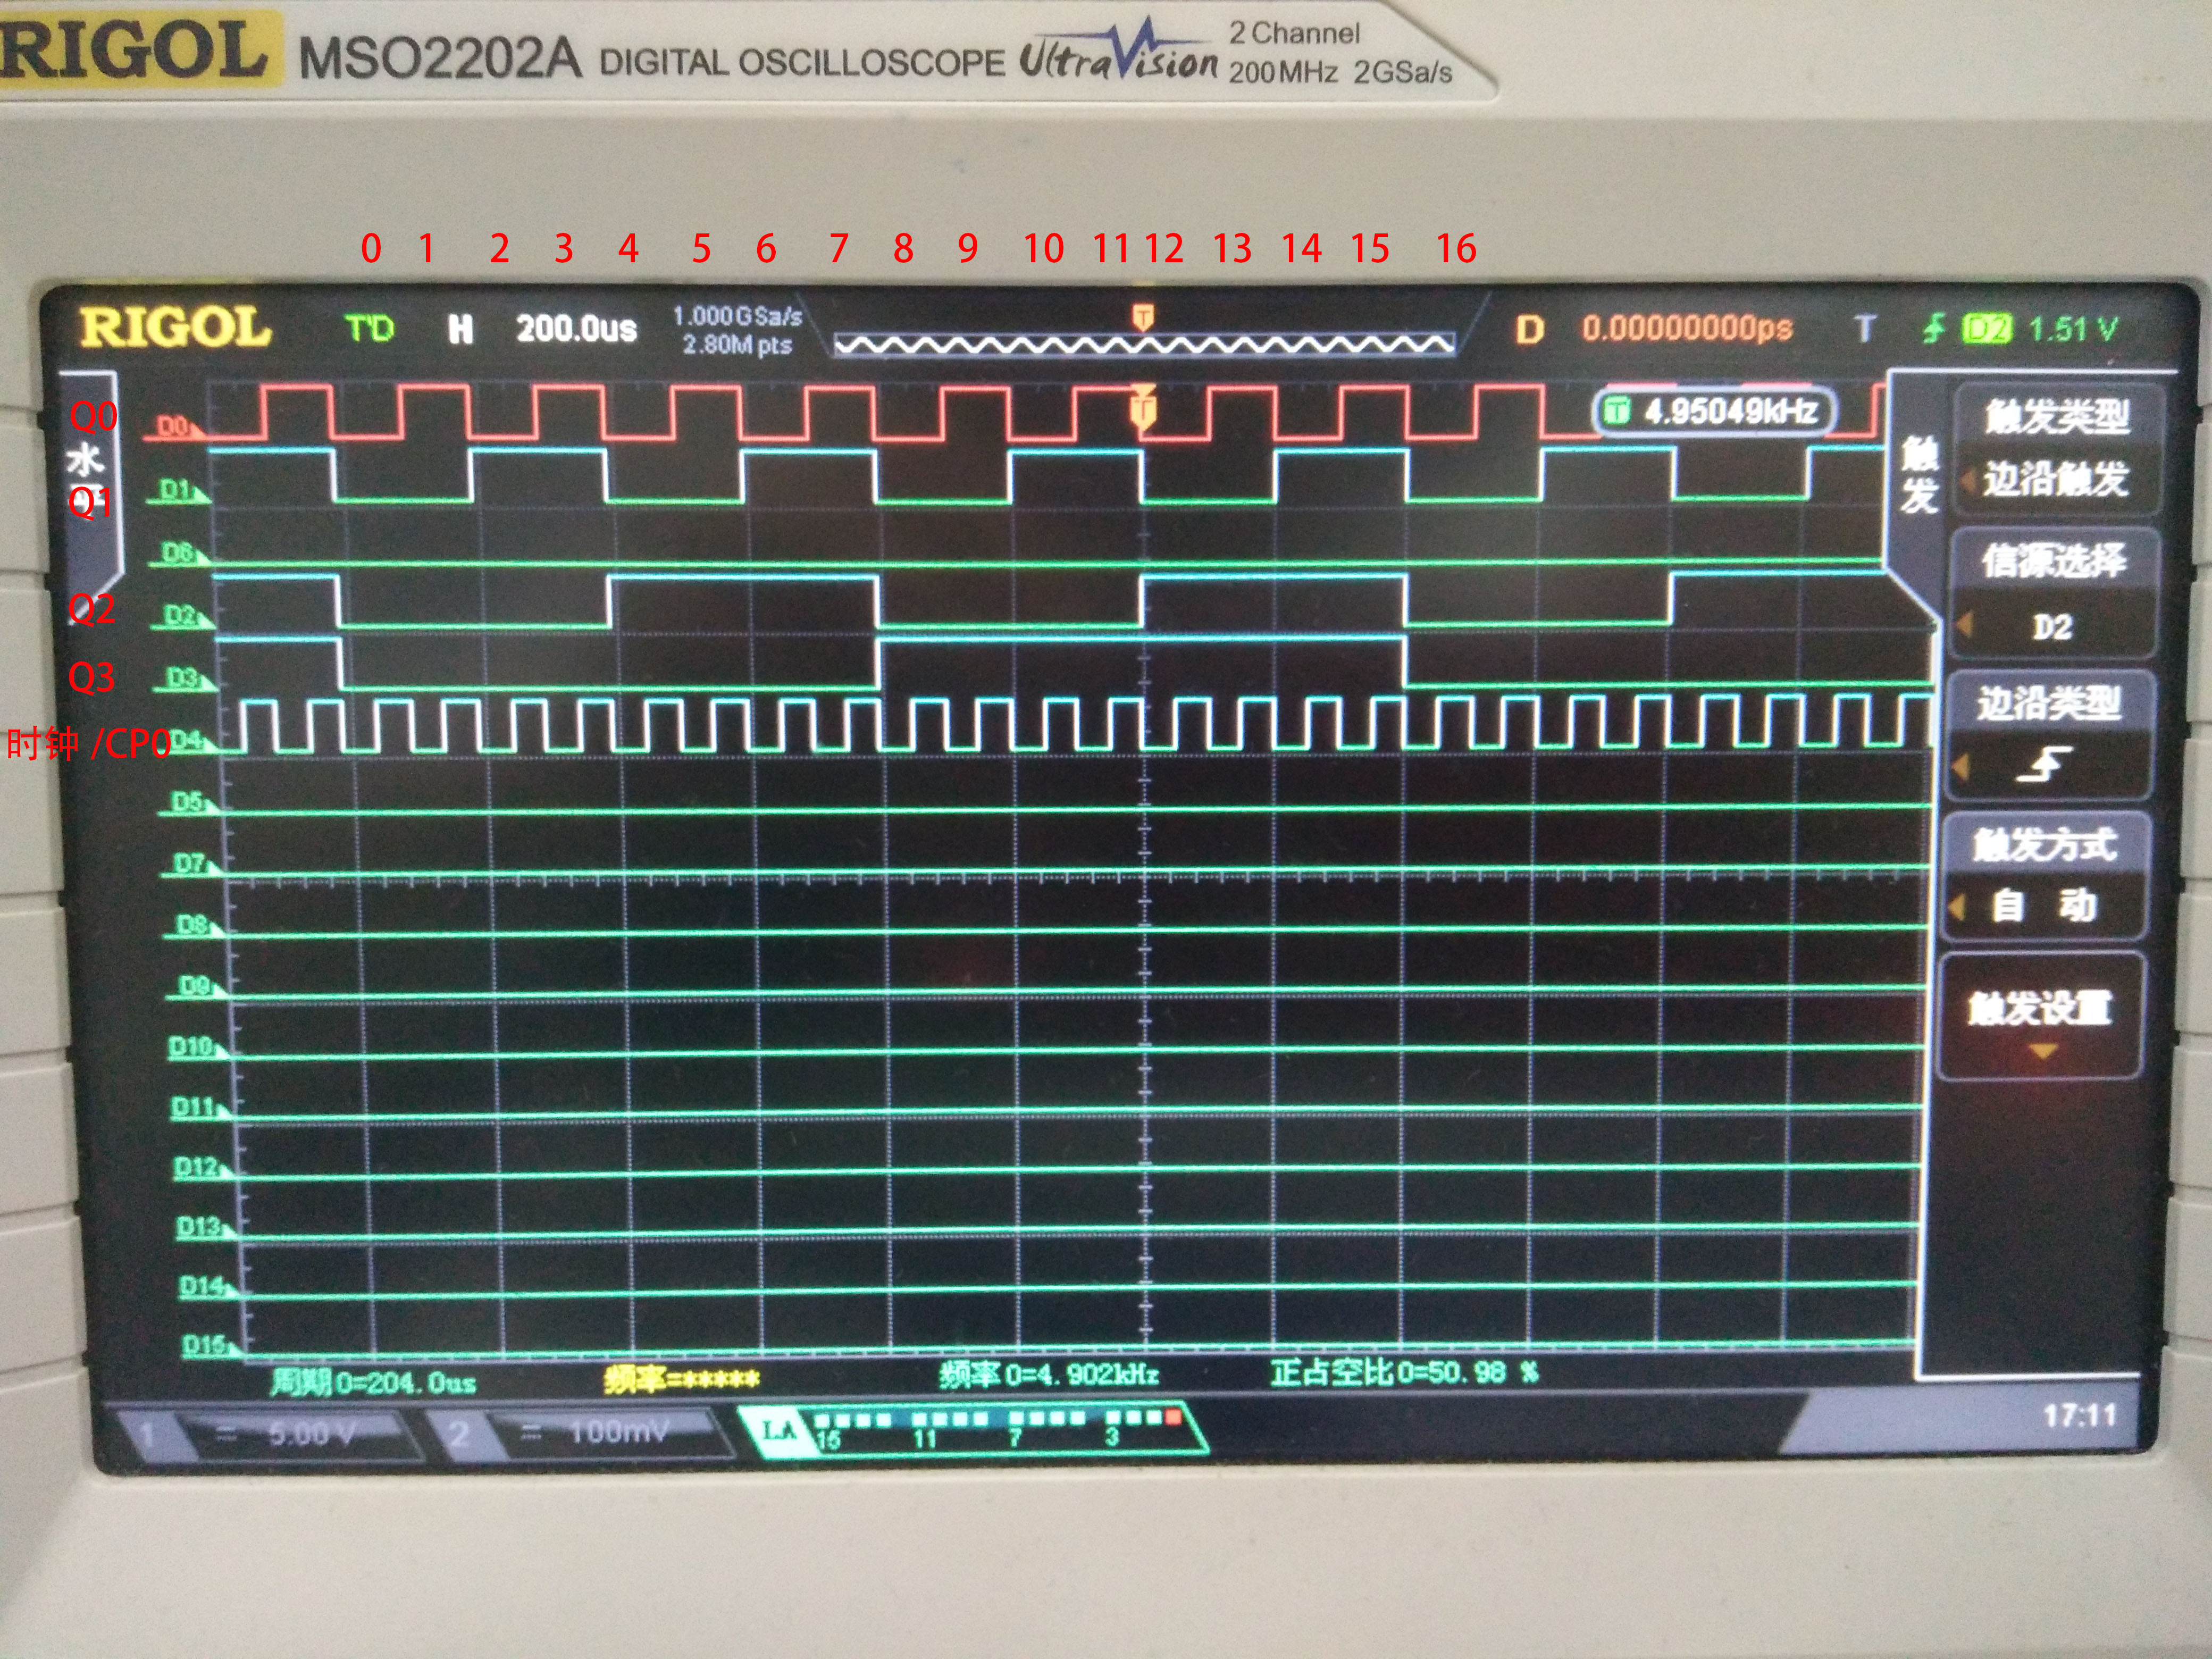 RIGOL MSO2202A DIGITAL OSCILLOSCOPE UltraVision 2 Channel
200MHz 2GSa/s
0 1 2 3 4 5 6 7 8 9 10 11 12 13 14 15 16
RIGOL T'D H 200.0us 1.000GSa/s
2.80M pts
T
D 0.00000000ps T D2 1.51 V
水
Q0 D0
T
T 4.95049kHz
Q1 D1
D6
Q2 D2
Q3 D3
时钟 /CP0 D4
D5
D7
D8
D9
D10
D11
D12
D13
D14
D15
触发
触发类型
边沿触发
信源选择
D2
边沿类型
触发方式
自 动
触发设置
周期0=204.0us 频率=***** 频率0=4.902kHz 正占空比0=50.98 %
1 = 5.00 V 2 = 100mV LA 15 11 7 3 17:11